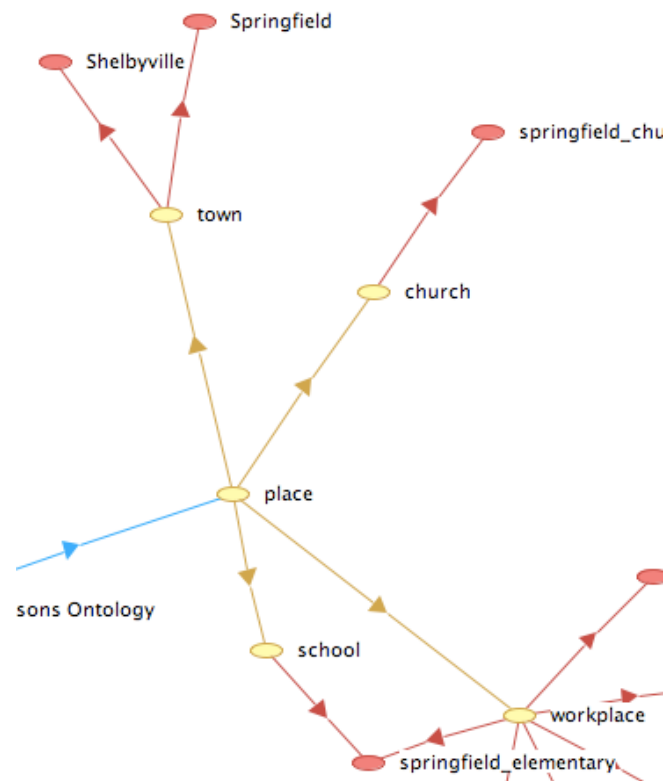 Springfield
Shelbyville
springfield_chu
town
church
place
sons Ontology
school
workplace
springfield_elementary